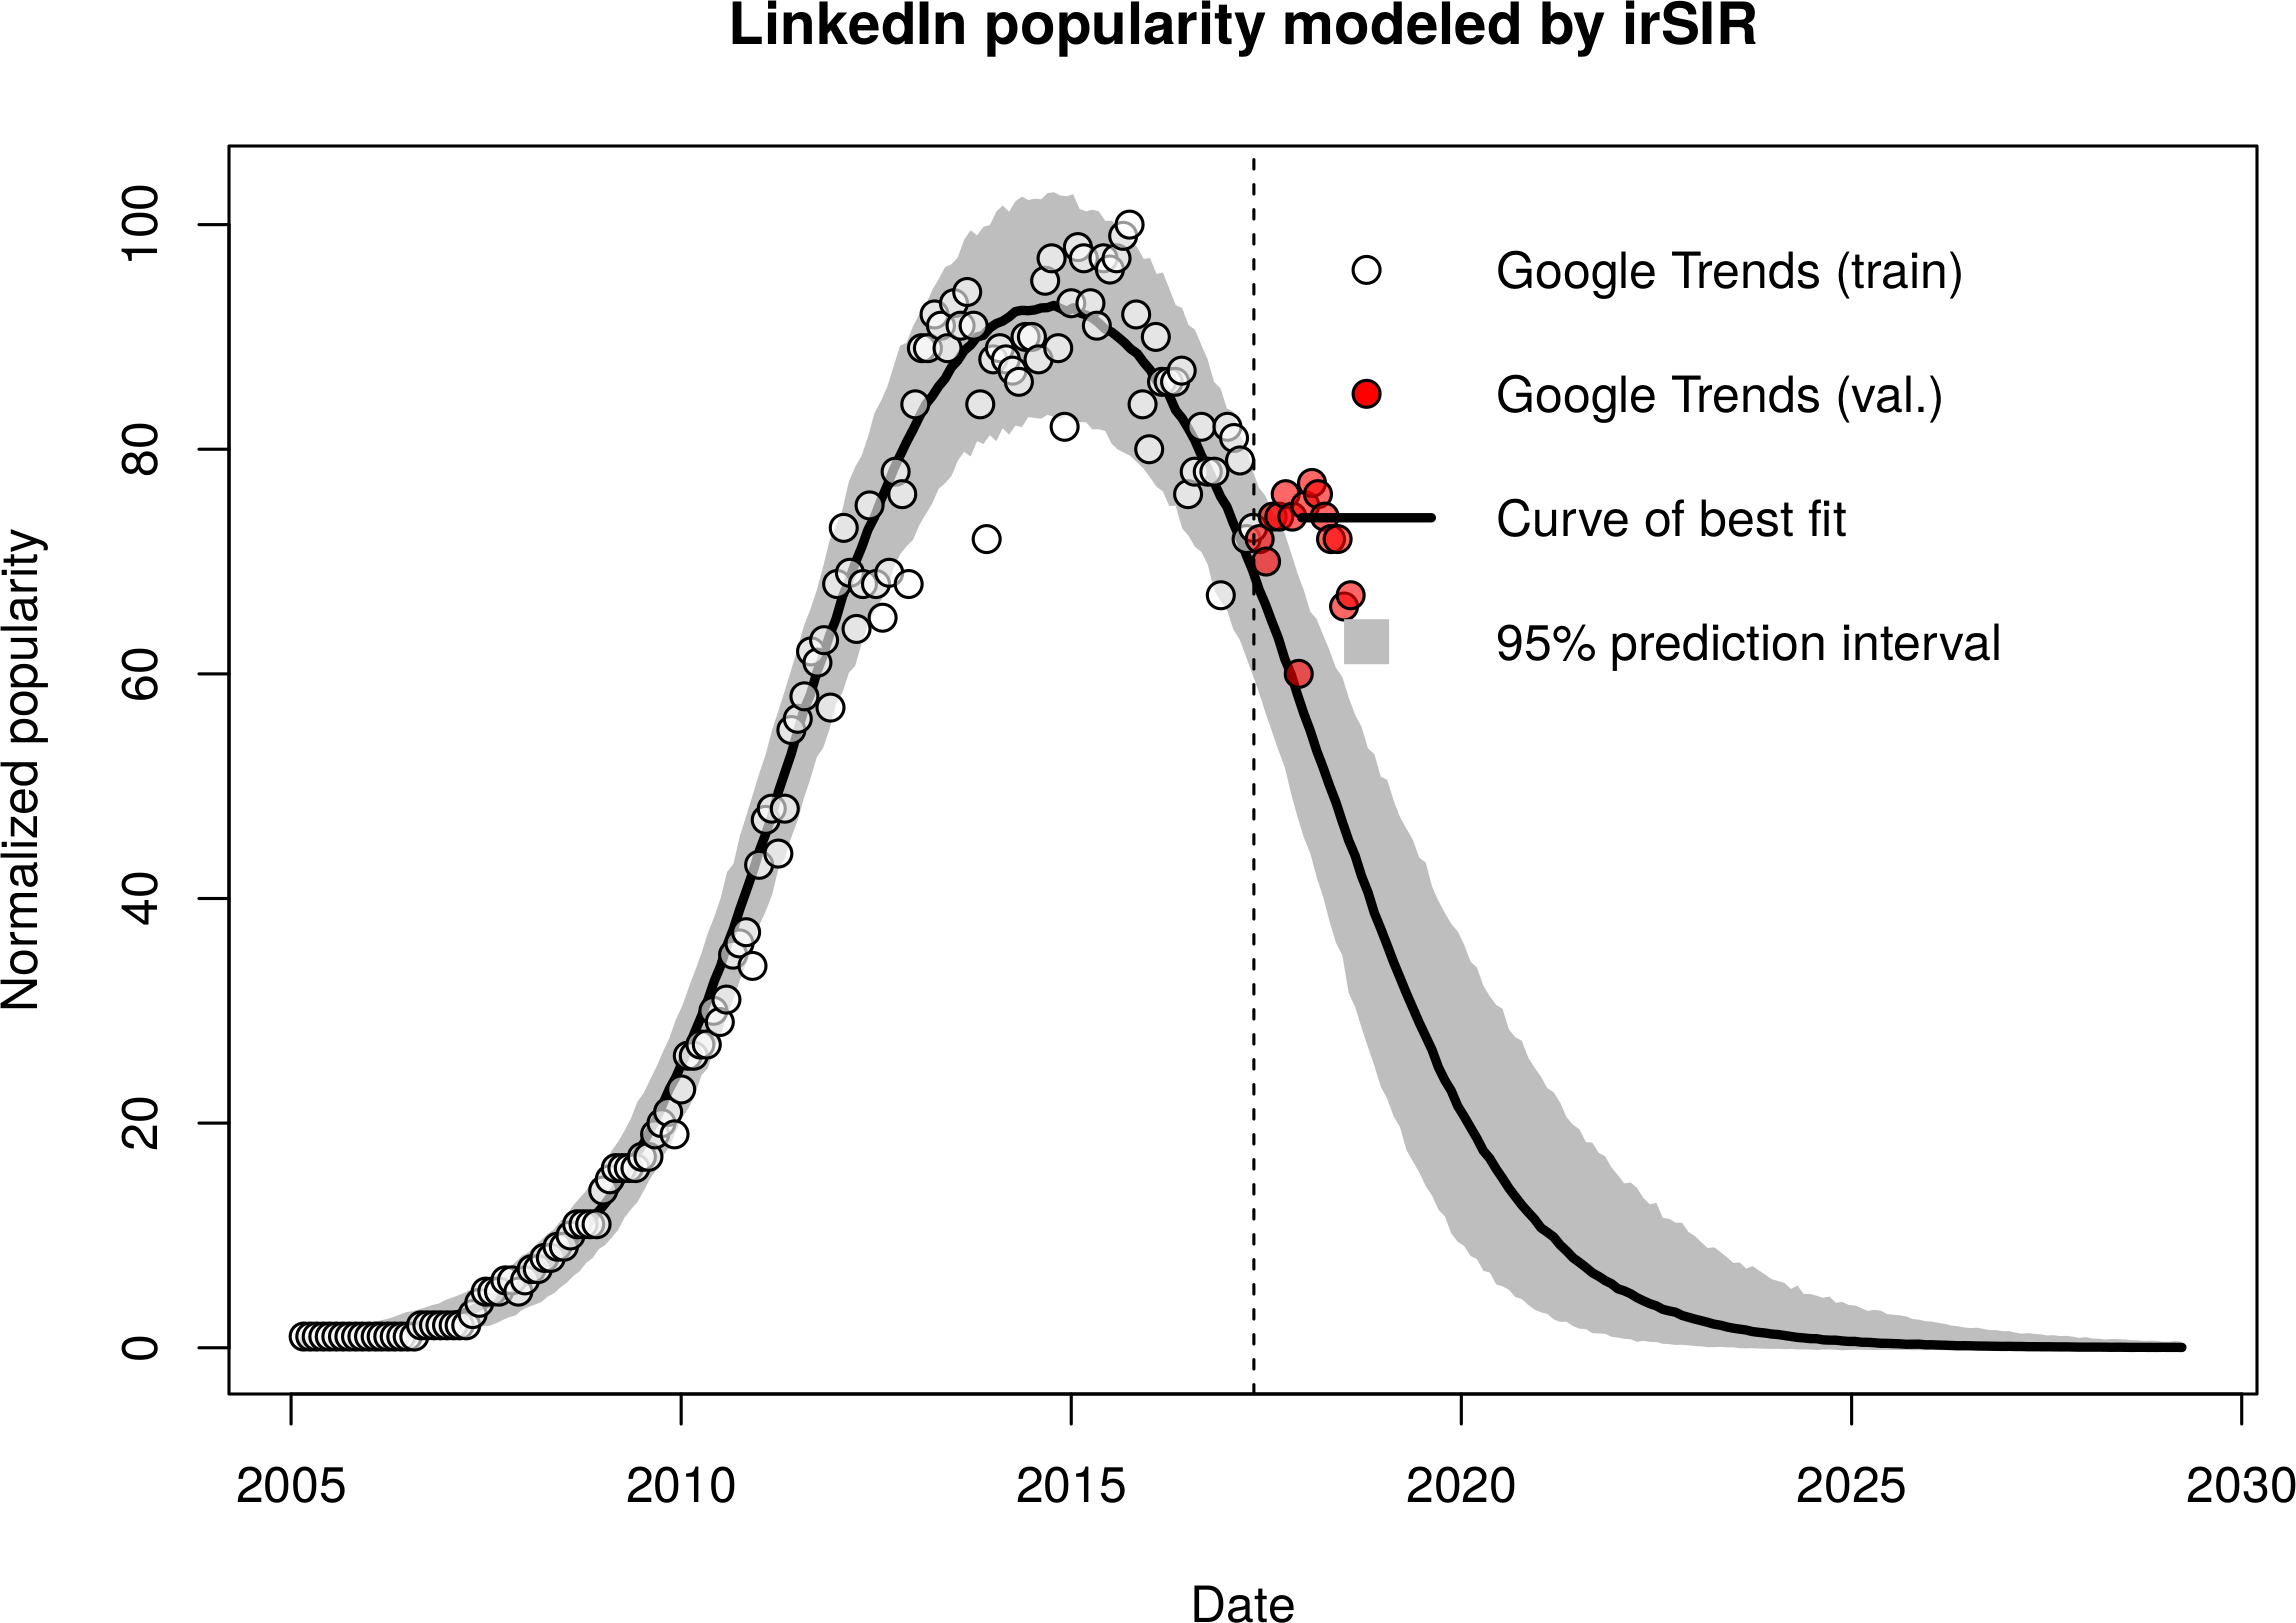 LinkedIn popularity modeled by irSIR
Normalized popularity
100
80
60
40
20
0
Google Trends (train)
Google Trends (val.)
Curve of best fit
95% prediction interval
2005 2010 2015 2020 2025 2030
Date